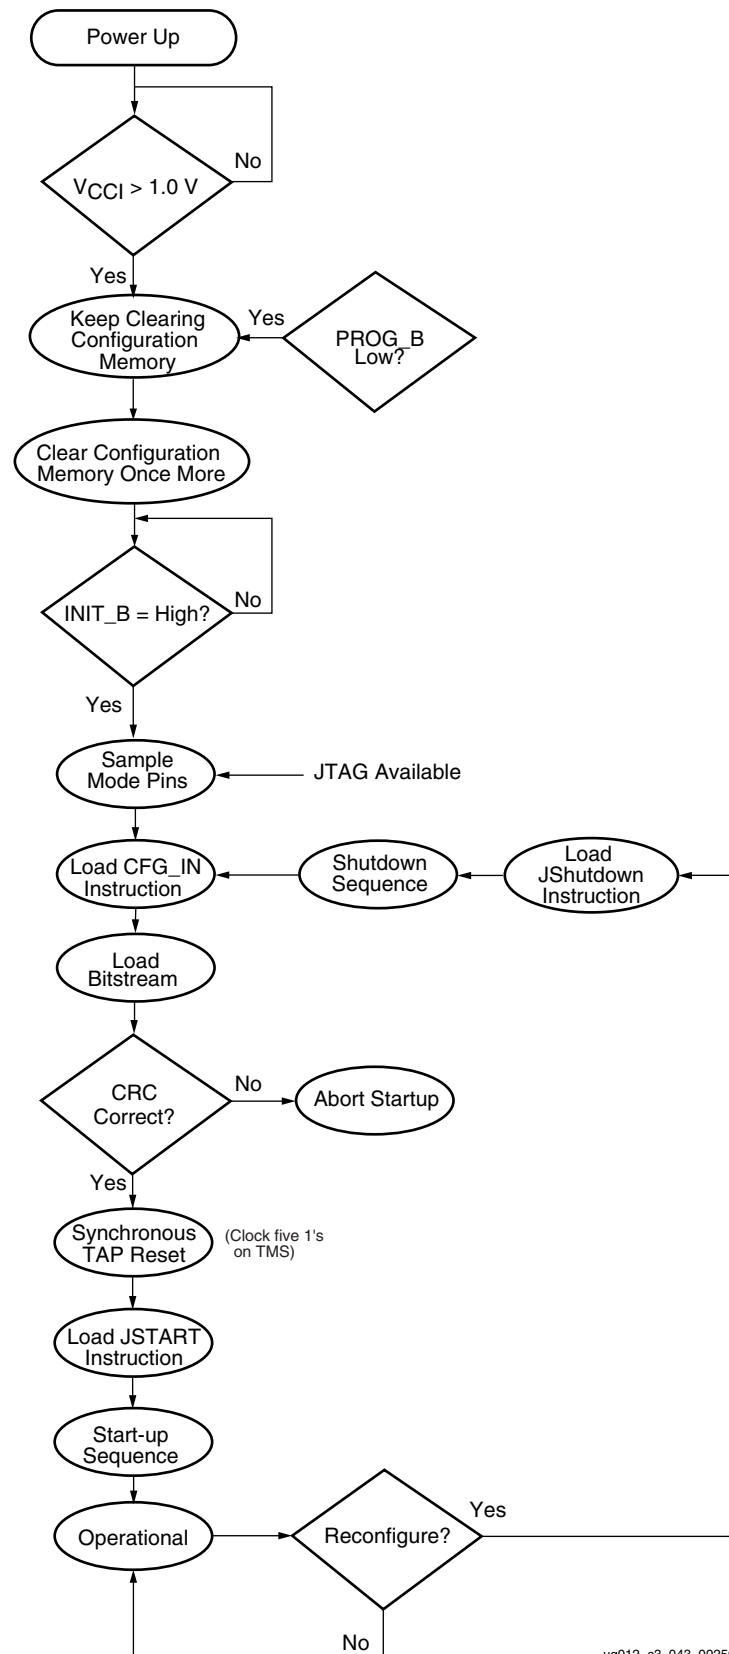 Power Up
No
VCCI > 1.0 V
Yes
Keep Clearing
Configuration
Memory
Yes
PROG_B
Low?
Clear Configuration
Memory Once More
INIT_B = High?
No
Yes
Sample
Mode Pins
JTAG Available
Load CFG_IN
Instruction
Shutdown
Sequence
Load
JShutdown
Instruction
Load
Bitstream
CRC
Correct?
No
Abort Startup
Yes
Synchronous
TAP Reset
(Clock five 1's
on TMS)
Load JSTART
Instruction
Start-up
Sequence
Operational
Reconfigure?
Yes
No